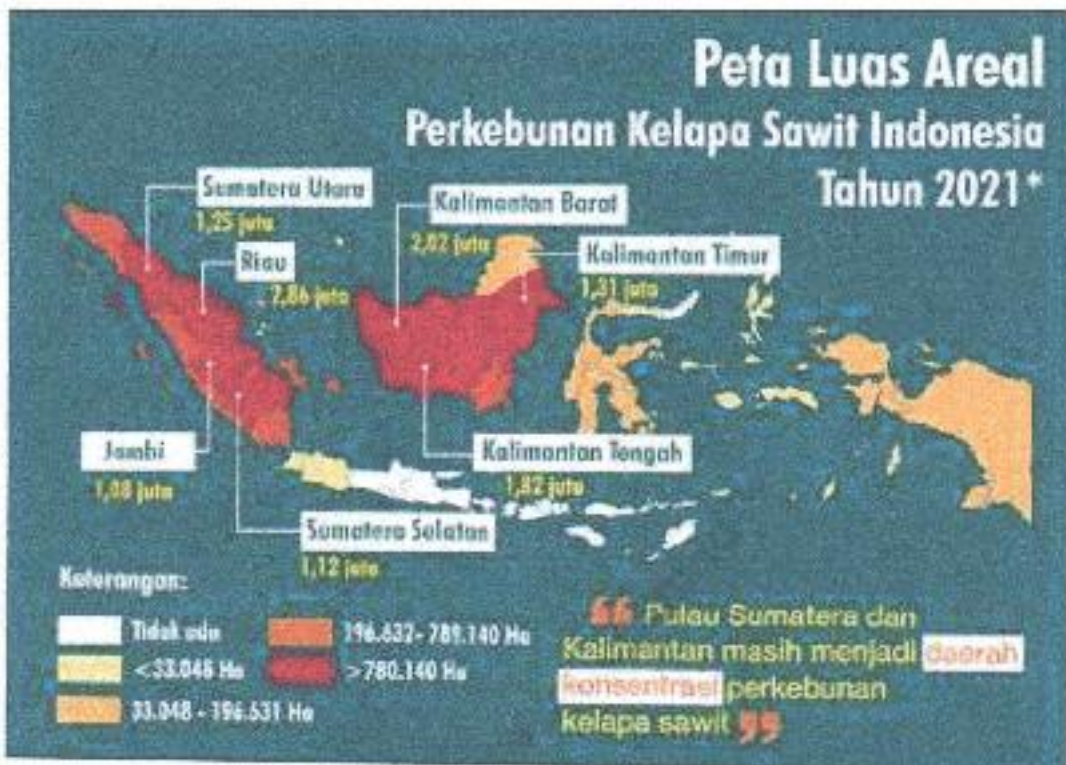 Peta Luas Areal
Perkebunan Kelapa Sawit Indonesia
Tahun 2021*
Sumatera Utara
1,25 juta
Kalimantan Barat
2,02 juta
Kalimantan Timur
1,31 juta
Riau
2,86 juta
Jambi
1,08 juta
Kalimantan Tengah
1,82 juta
Sumatera Selatan
1,12 juta
Keterangan:
Tidak ada
<33.046 Ha
33.048 - 196.531 Ha
196.632- 789.140 Ha
>780.140 Ha
“ Pulau Sumatera dan
Kalimantan masih menjadi daerah
konsentrasi perkebunan
kelapa sawit ”